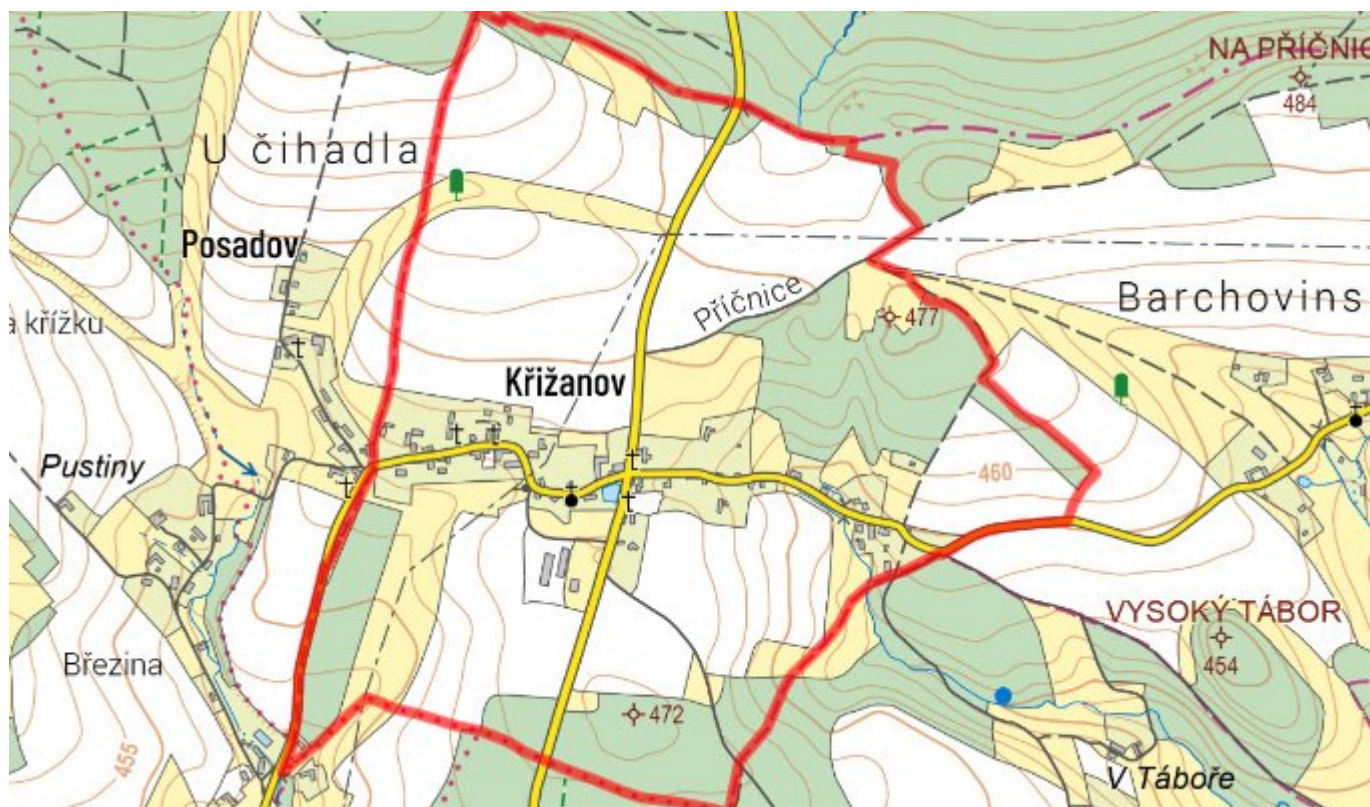 NA PŘÍČNIC
484
U čihadla
Posadov
Příčnice
Barchovins
a křížku
477
Křižanov
Pustiny
460
VYSOKÝ TÁBOR
454
Březina
472
455
V Táboře